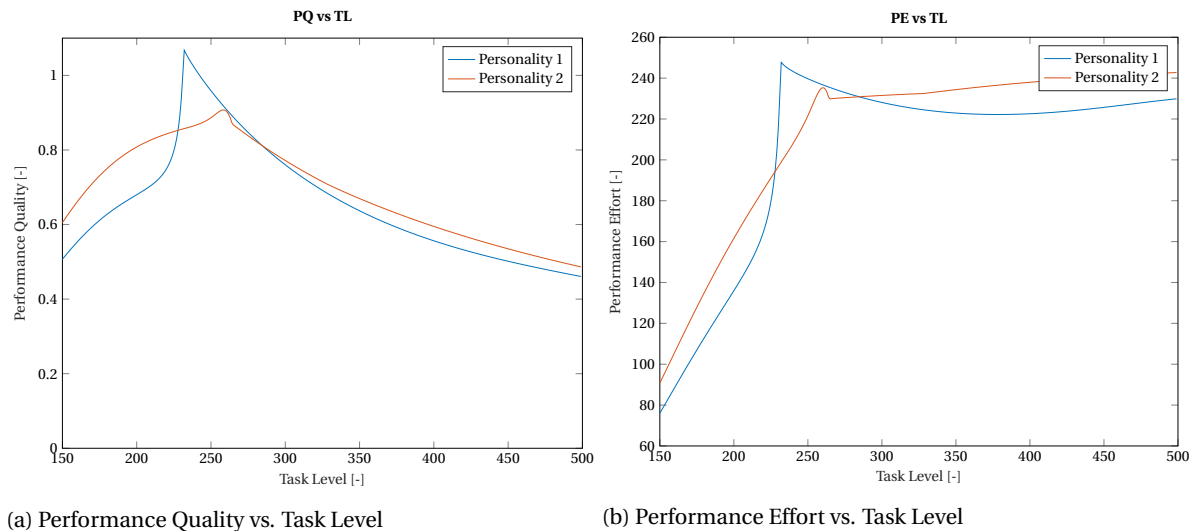 PQ vs TL
1
0.8
0.6
0.4
0.2
0
Performance Quality [-]
150 200 250 300 350 400 450 500
Task Level [-]
Personality 1
Personality 2
(a) Performance Quality vs. Task Level
PE vs TL
260
240
220
200
180
160
140
120
100
80
60
Performance Effort [-]
150 200 250 300 350 400 450 500
Task Level [-]
Personality 1
Personality 2
(b) Performance Effort vs. Task Level